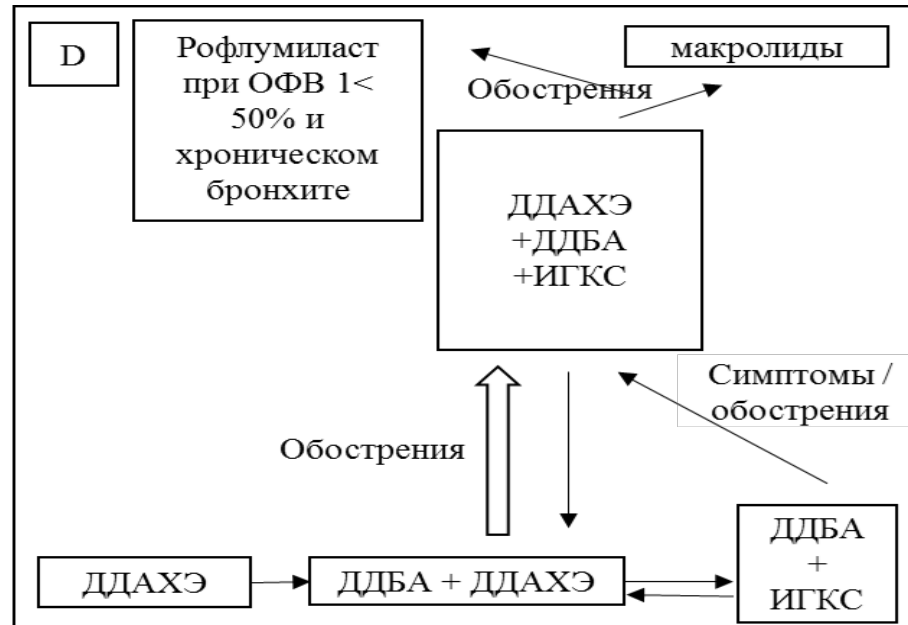 D
Рофлумиласт
при ОФВ 1<
50% и
хроническом
бронхите
Обострения
макролиды
ДДАХЭ
+ДДБА
+ИГКС
Симптомы /
обострения
Обострения
ДДАХЭ
ДДБА + ДДАХЭ
ДДБА
+
ИГКС